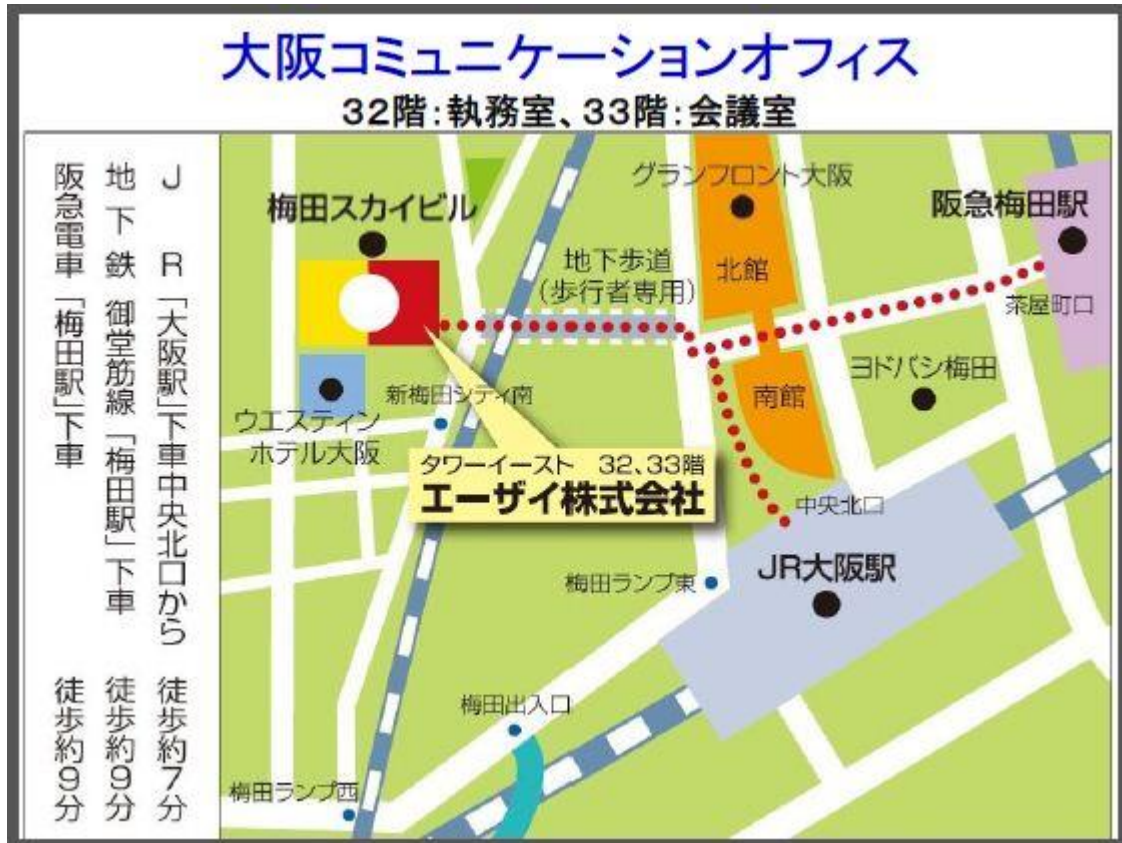 大阪コミュニケーションオフィス
32階：執務室、33階：会議室
JR「大阪駅」下車中央北口から 徒歩約7分
地下鉄 御堂筋線「梅田駅」下車 徒歩約9分
阪急電車「梅田駅」下車 徒歩約9分
グランフロント大阪
梅田スカイビル
阪急梅田駅
地下歩道
（歩行者専用）
北館
茶屋町口
ヨドバシ梅田
新梅田シティ南
南館
ウエスティン
ホテル大阪
タワーイースト 32、33階
エーザイ株式会社
中央北口
JR大阪駅
梅田ランプ東
梅田出入口
梅田ランプ西